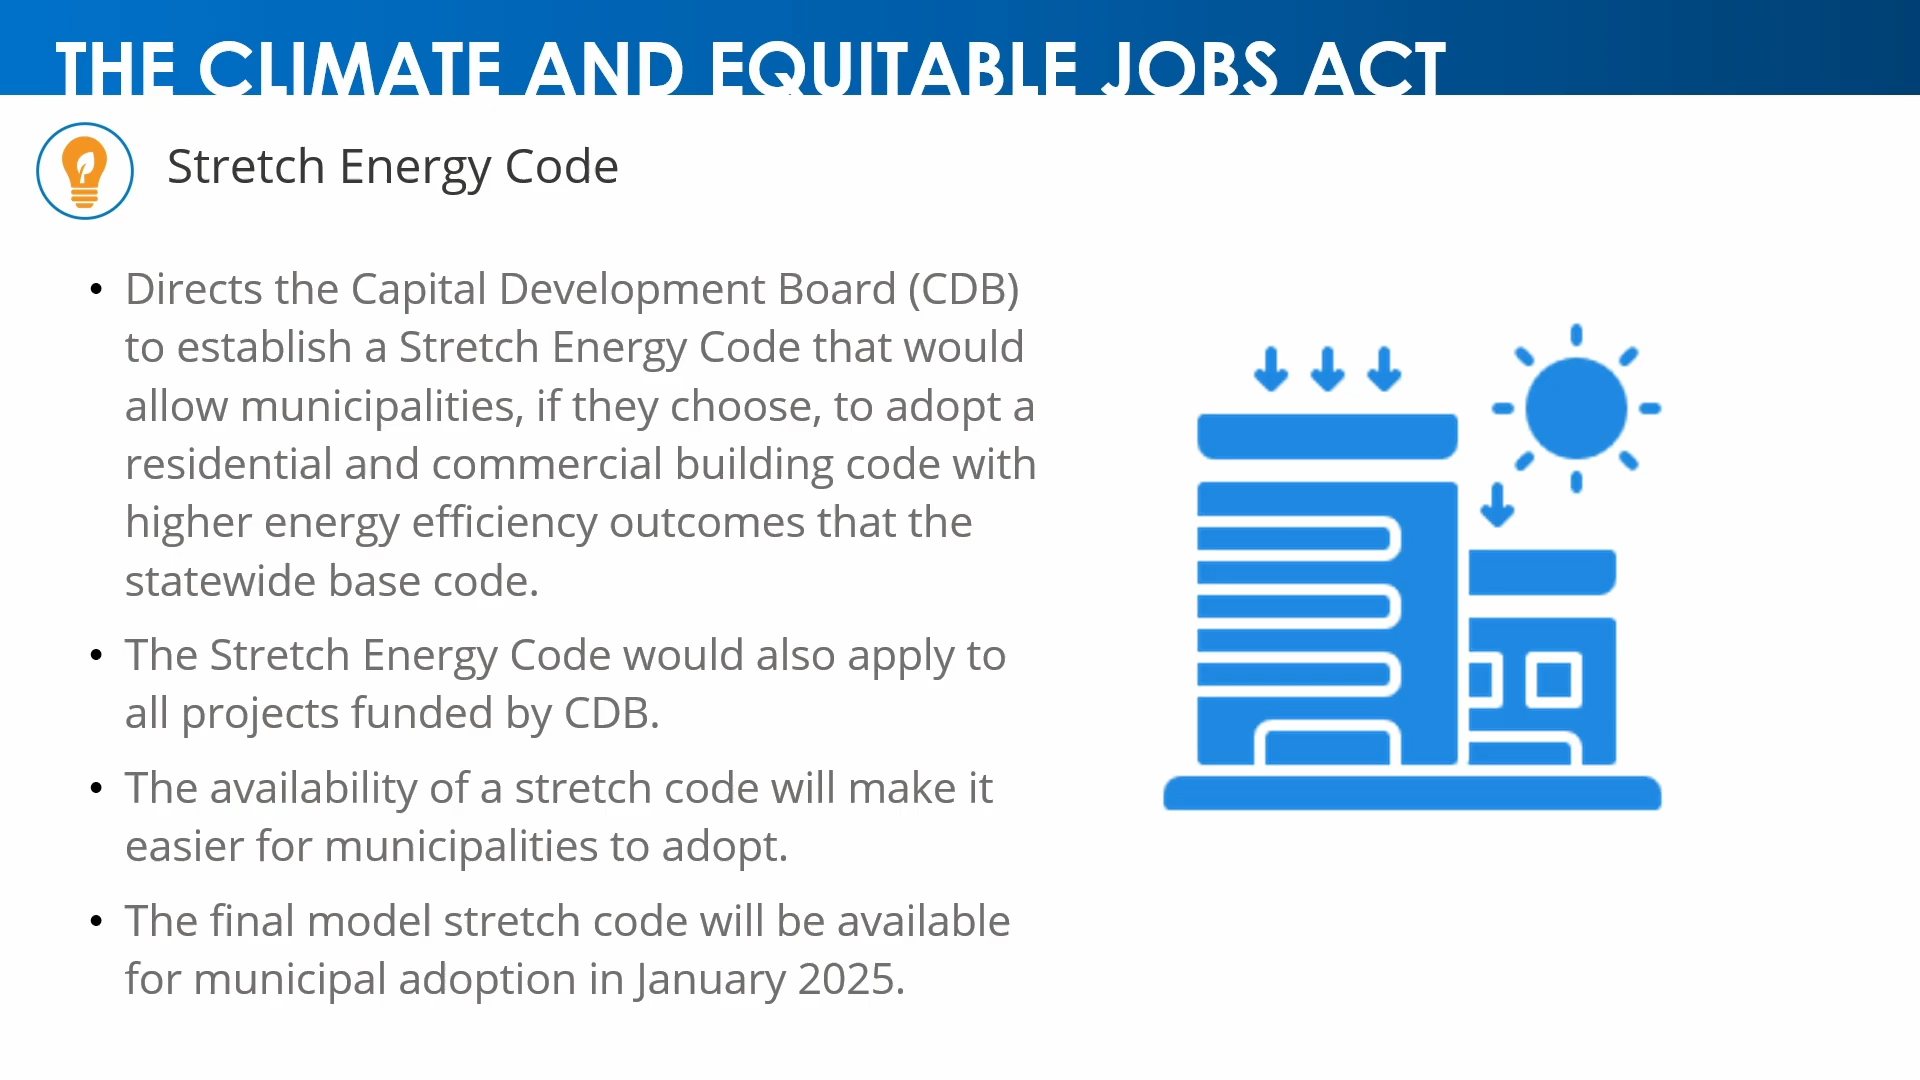 THE CLIMATE AND EQUITABLE JOBS ACT
Stretch Energy Code
• Directs the Capital Development Board (CDB)
to establish a Stretch Energy Code that would
allow municipalities, if they choose, to adopt a
residential and commercial building code with
higher energy efficiency outcomes that the
statewide base code.
• The Stretch Energy Code would also apply to
all projects funded by CDB.
• The availability of a stretch code will make it
easier for municipalities to adopt.
• The final model stretch code will be available
for municipal adoption in January 2025.